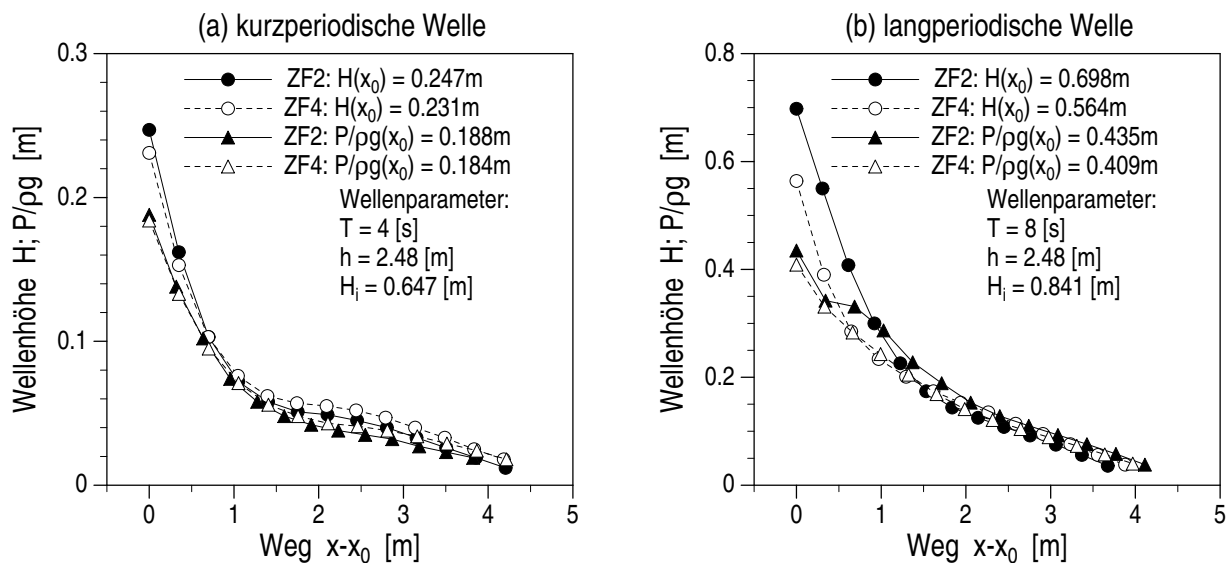 (a) kurzperiodische Welle
Wellenhöhe H; P/ρg [m]
0.3
0.2
0.1
0
ZF2: H(x0) = 0.247m
ZF4: H(x0) = 0.231m
ZF2: P/ρg(x0) = 0.188m
ZF4: P/ρg(x0) = 0.184m
Wellenparameter:
T = 4 [s]
h = 2.48 [m]
Hi = 0.647 [m]
0 1 2 3 4 5
Weg x-x0 [m]
(b) langperiodische Welle
Wellenhöhe H; P/ρg [m]
0.8
0.6
0.4
0.2
0
ZF2: H(x0) = 0.698m
ZF4: H(x0) = 0.564m
ZF2: P/ρg(x0) = 0.435m
ZF4: P/ρg(x0) = 0.409m
Wellenparameter:
T = 8 [s]
h = 2.48 [m]
Hi = 0.841 [m]
0 1 2 3 4 5
Weg x-x0 [m]